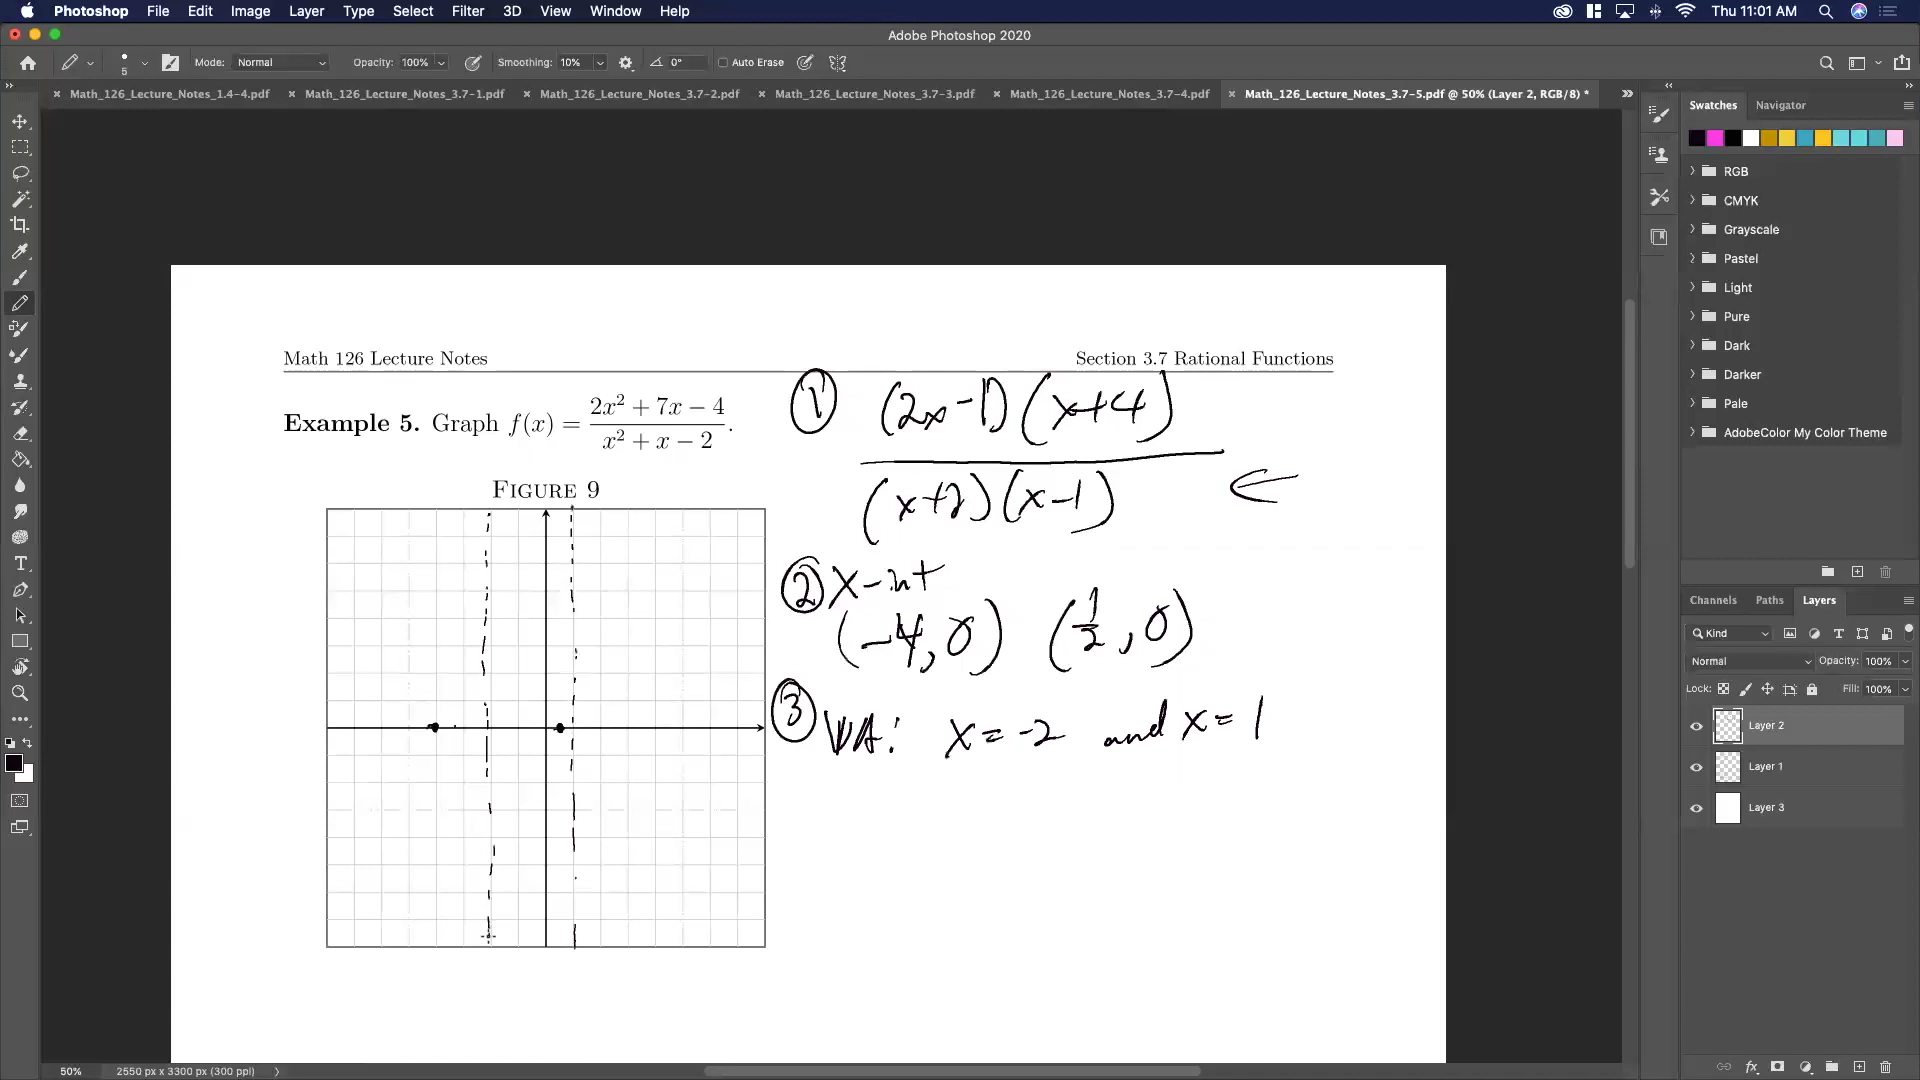 Photoshop File Edit Image Layer Type Select Filter 3D View Window Help Thu 11:01 AM
Adobe Photoshop 2020
5 Mode: Normal Opacity: 100% Smoothing: 10% 0° Auto Erase
× Math_126_Lecture_Notes_1.4-4.pdf × Math_126_Lecture_Notes_3.7-1.pdf × Math_126_Lecture_Notes_3.7-2.pdf × Math_126_Lecture_Notes_3.7-3.pdf × Math_126_Lecture_Notes_3.7-4.pdf × Math_126_Lecture_Notes_3.7-5.pdf @ 50% (Layer 2, RGB/8) *
Math 126 Lecture Notes Section 3.7 Rational Functions
Example 5. Graph f(x) = (2x² + 7x − 4)/(x² + x − 2).
FIGURE 9
① (2x-1)(x+4)
(x+2)(x-1) ←
② x-int
(-4,0) (1/2,0)
③ VA: x=-2 and x=1
Swatches Navigator
RGB
CMYK
Grayscale
Pastel
Light
Pure
Dark
Darker
Pale
AdobeColor My Color Theme
Channels Paths Layers
Kind
Normal Opacity: 100%
Lock: Fill: 100%
Layer 2
Layer 1
Layer 3
fx
50% 2550 px x 3300 px (300 ppi)